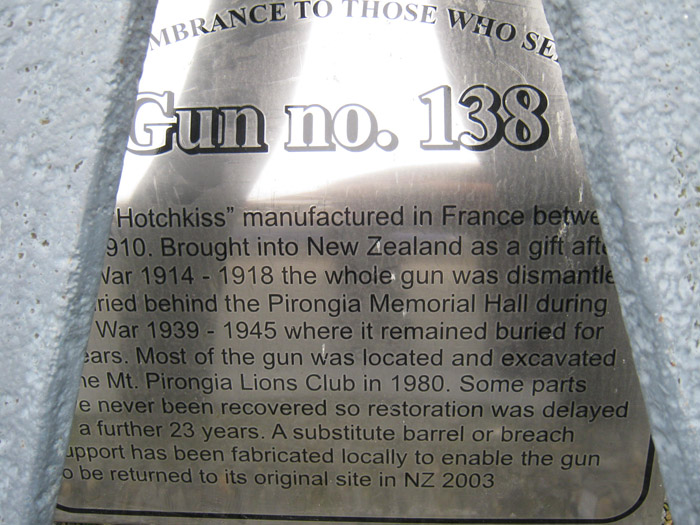 MBRANCE TO THOSE WHO SE
Gun no. 138
"Hotchkiss" manufactured in France betwe
910. Brought into New Zealand as a gift aft
War 1914 - 1918 the whole gun was dismantle
ried behind the Pirongia Memorial Hall during
War 1939 - 1945 where it remained buried for
ears. Most of the gun was located and excavated
he Mt. Pirongia Lions Club in 1980. Some parts
e never been recovered so restoration was delayed
a further 23 years. A substitute barrel or breach
upport has been fabricated locally to enable the gun
o be returned to its original site in NZ 2003